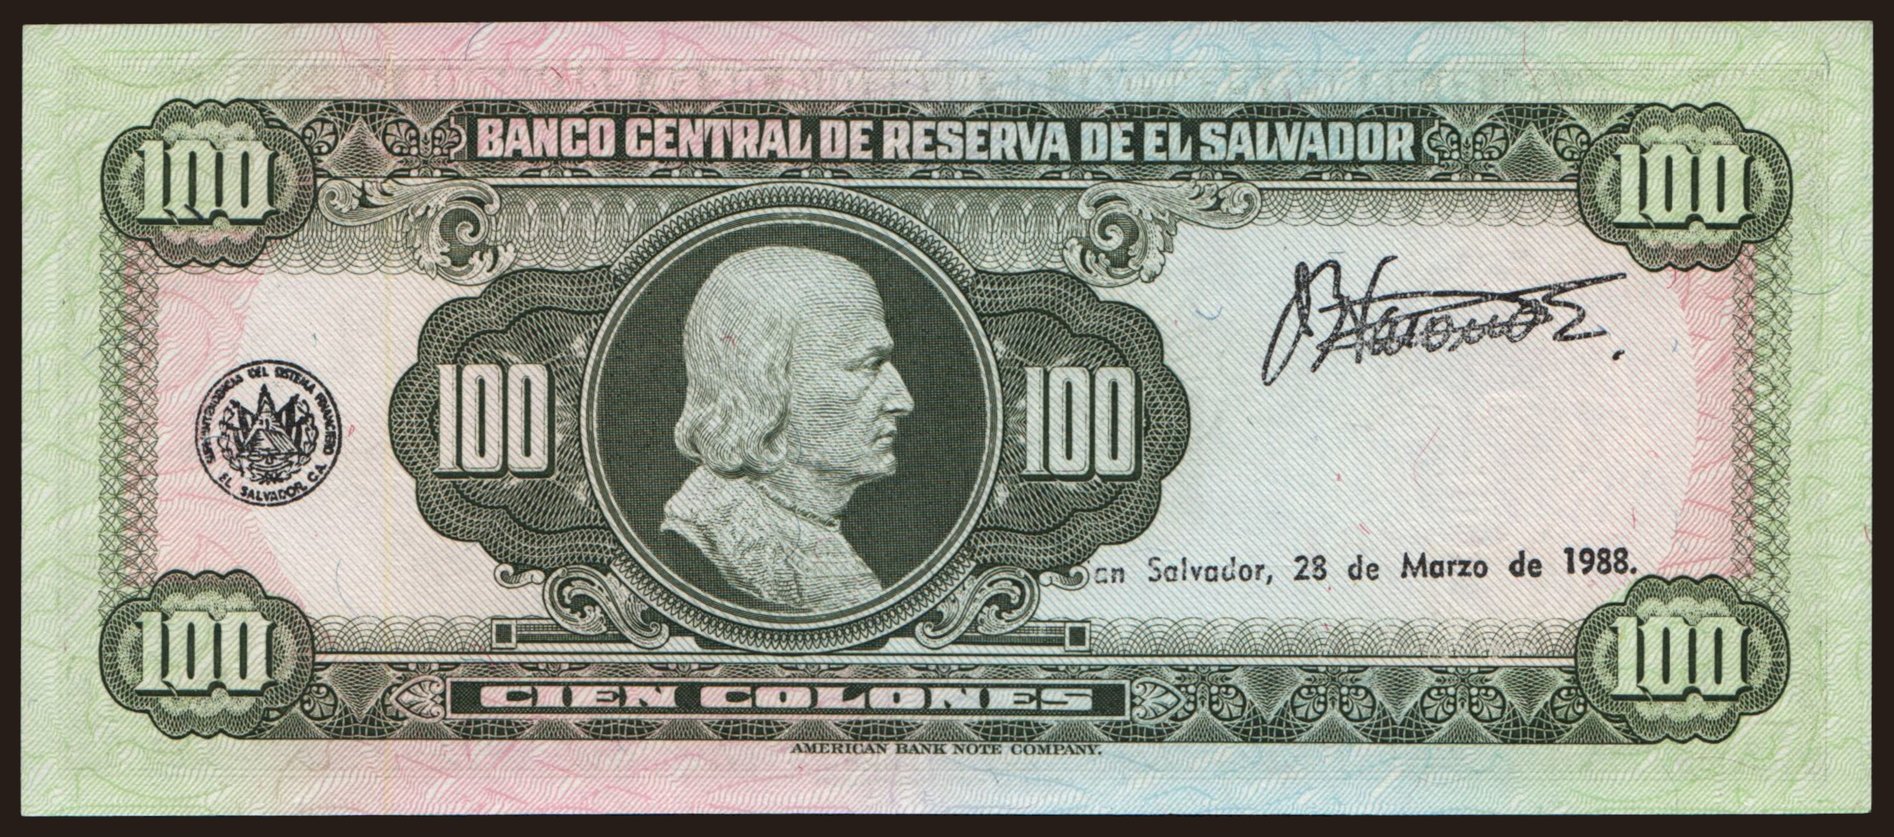 BANCO CENTRAL DE RESERVA DE EL SALVADOR
100 100
100 100
SUPERINTENDENCIA DEL SISTEMA FINANCIERO
EL SALVADOR, C.A.
an Salvador, 28 de Marzo de 1988.
100 100
CIEN COLONES
AMERICAN BANK NOTE COMPANY.